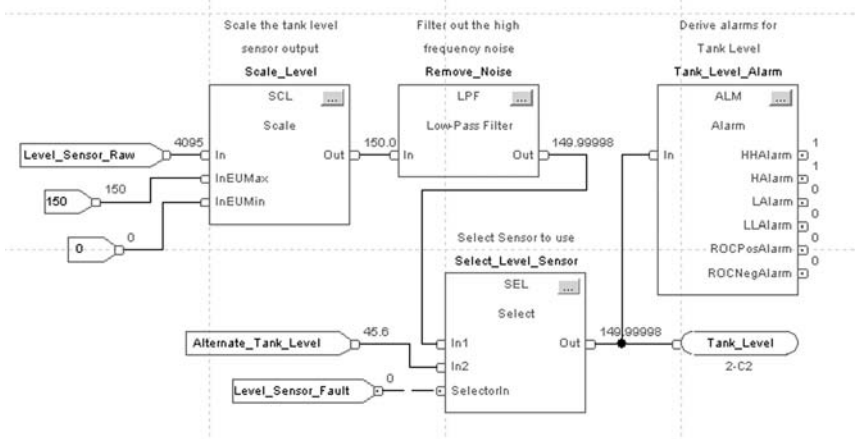 Scale the tank level
sensor output
Scale_Level
Filter out the high
frequency noise
Remove_Noise
Derive alarms for
Tank Level
Tank_Level_Alarm
SCL ...
Scale
LPF ...
Low-Pass Filter
ALM ...
Alarm
Level_Sensor_Raw
4095
In
Out
150.0
In
Out
149.99998
In
HHAlarm
1
HAlarm
1
LAlarm
0
LLAlarm
0
ROCPosAlarm
0
ROCNegAlarm
0
150
150
InEUMax
0
0
InEUMin
Select Sensor to use
Select_Level_Sensor
SEL ...
Select
Alternate_Tank_Level
45.6
In1
In2
Out
149.99998
Tank_Level
2-C2
Level_Sensor_Fault
0
SelectorIn